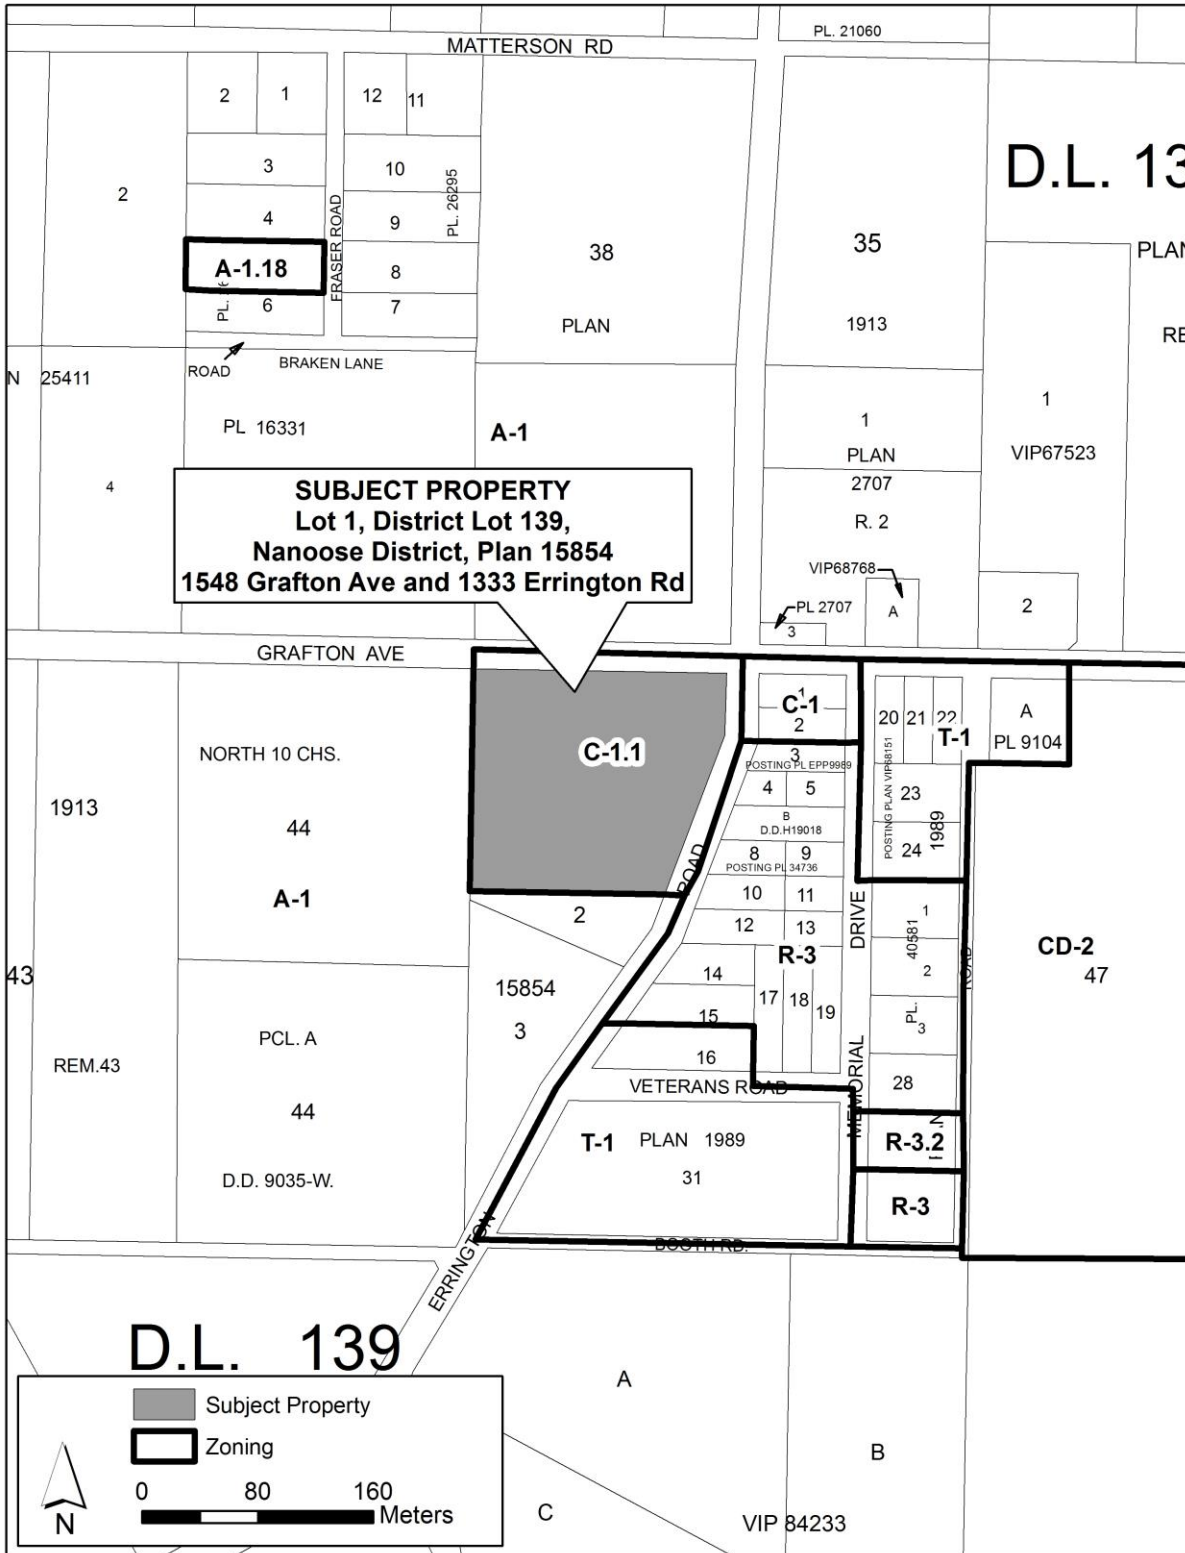 PL. 21060
MATTERSON RD
2
1
12
11
D.L. 13
3
10
2
PL. 26295
4
9
FRASER ROAD
38
35
PLAN
A-1.18
8
PL.
6
7
PLAN
1913
RE
ROAD
BRAKEN LANE
N 25411
1
PL 16331
A-1
1
PLAN
VIP67523
4
2707
R. 2
SUBJECT PROPERTY
Lot 1, District Lot 139,
Nanoose District, Plan 15854
1548 Grafton Ave and 1333 Errington Rd
VIP68768
PL 2707
A
2
3
GRAFTON AVE
C-1
1
2
20
21
22
T-1
A
PL 9104
NORTH 10 CHS.
C-1.1
3
POSTING PL EPP9989
4
5
POSTING PLAN VIP68151
23
1913
B
D.D.H19018
1989
44
24
8
9
POSTING PL 34736
ROAD
A-1
10
11
2
12
13
DRIVE
1
R-3
40581
CD-2
43
14
2
ROAD
47
15854
17
18
19
3
15
PL.
3
PCL. A
REM.43
16
28
VETERANS ROAD
MEMORIAL
44
T-1
PLAN 1989
N
R-3.2
31
D.D. 9035-W.
R-3
BOOTH RD.
ERRINGTON
D.L. 139
A
Subject Property
Zoning
B
0
80
160
Meters
N
C
VIP 84233